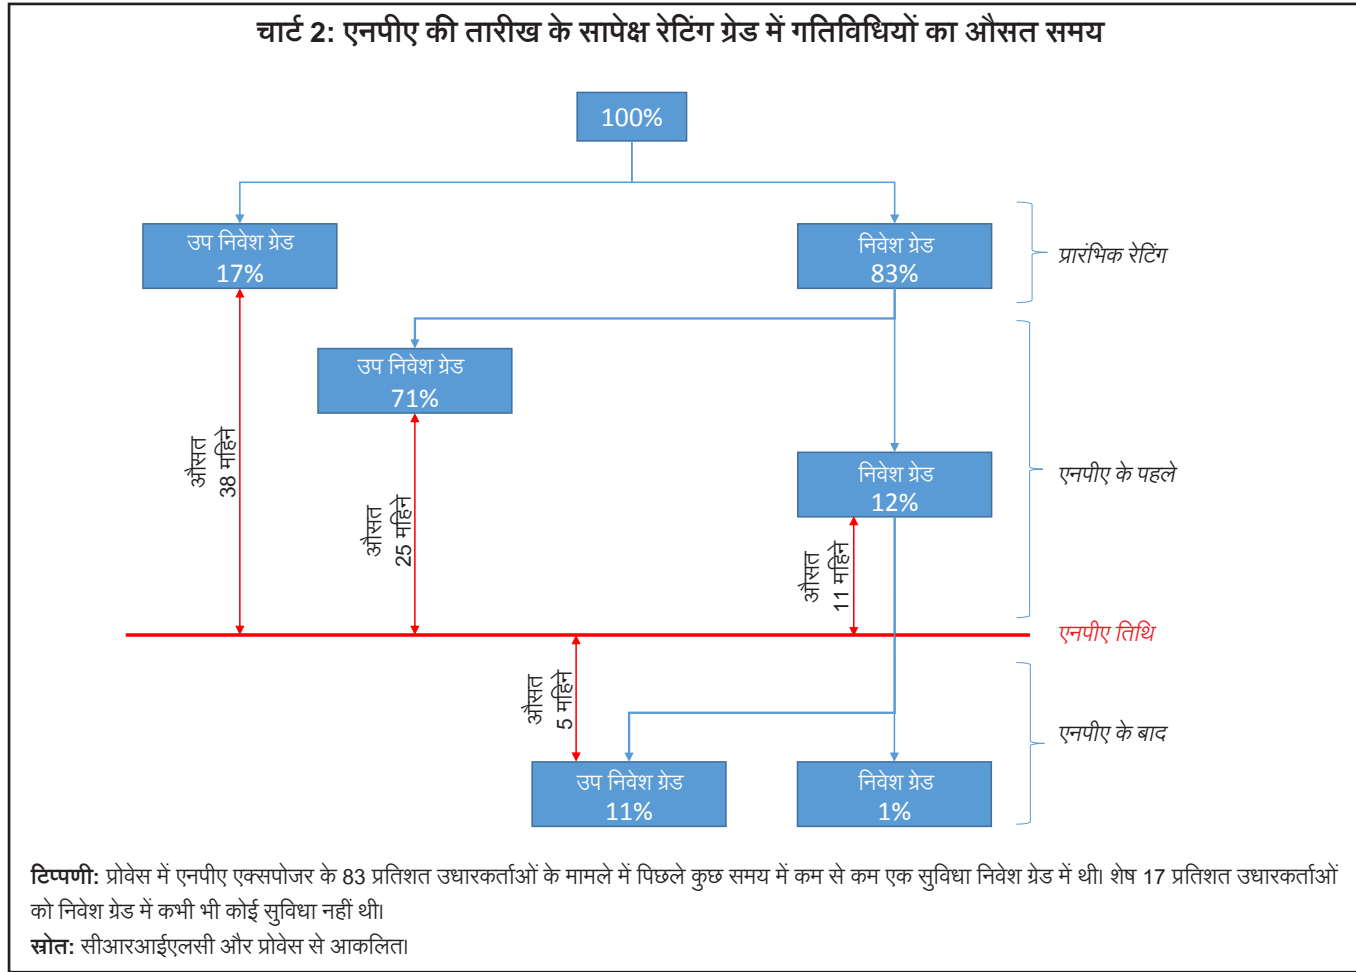 चार्ट 2: एनपीए की तारीख के सापेक्ष रेटिंग ग्रेड में गतिविधियों का औसत समय
100%
उप निवेश ग्रेड
17%
निवेश ग्रेड
83%
प्रारंभिक रेटिंग
उप निवेश ग्रेड
71%
औसत
38 महिने
औसत
25 महिने
निवेश ग्रेड
12%
एनपीए के पहले
औसत
11 महिने
एनपीए तिथि
औसत
5 महिने
एनपीए के बाद
उप निवेश ग्रेड
11%
निवेश ग्रेड
1%
टिप्पणी: प्रोवेस में एनपीए एक्सपोजर के 83 प्रतिशत उधारकर्ताओं के मामले में पिछले कुछ समय में कम से कम एक सुविधा निवेश ग्रेड में थी। शेष 17 प्रतिशत उधारकर्ताओं
को निवेश ग्रेड में कभी भी कोई सुविधा नहीं थी।
स्रोत: सीआरआईएलसी और प्रोवेस से आकलित।